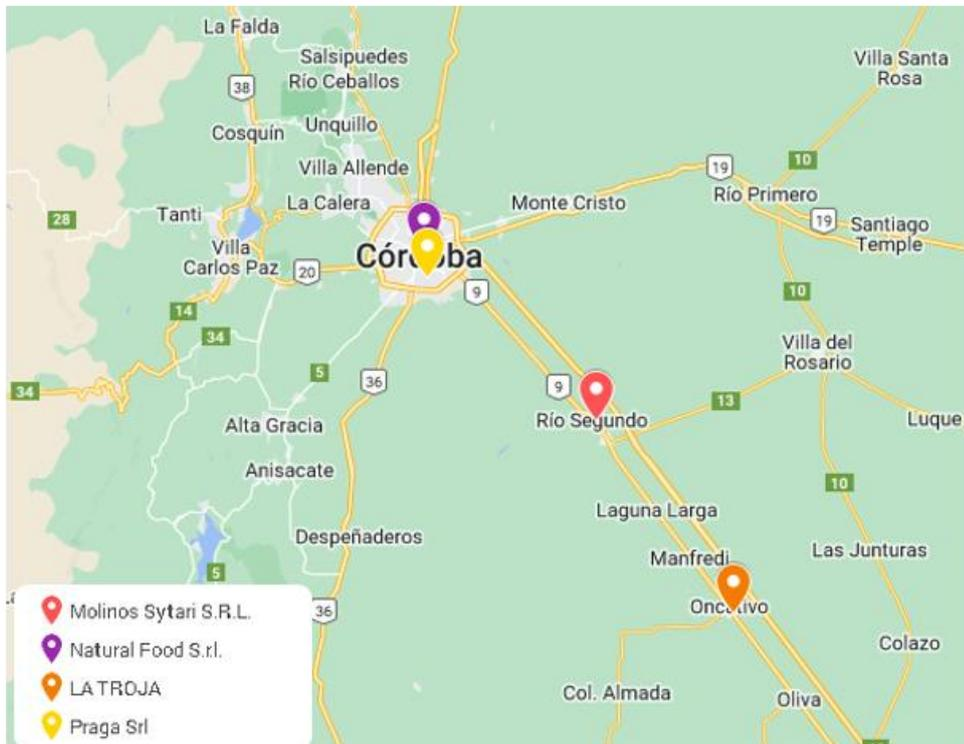 La Falda
Salsipuedes
Río Ceballos
Villa Santa
Rosa
38
Cosquín
Unquillo
10
Villa Allende
19
Río Primero
La Calera
Monte Cristo
28
Tanti
19
Santiago
Temple
Villa
Carlos Paz
Córdoba
20
9
10
14
34
Villa del
Rosario
5
36
9
34
13
Río Segundo
Luque
Alta Gracia
Anisacate
10
Laguna Larga
Despeñaderos
Manfredi
Las Junturas
5
Oncativo
36
Colazo
Col. Almada
Oliva
Molinos Sytari S.R.L.
Natural Food S.r.l.
LA TROJA
Praga Srl